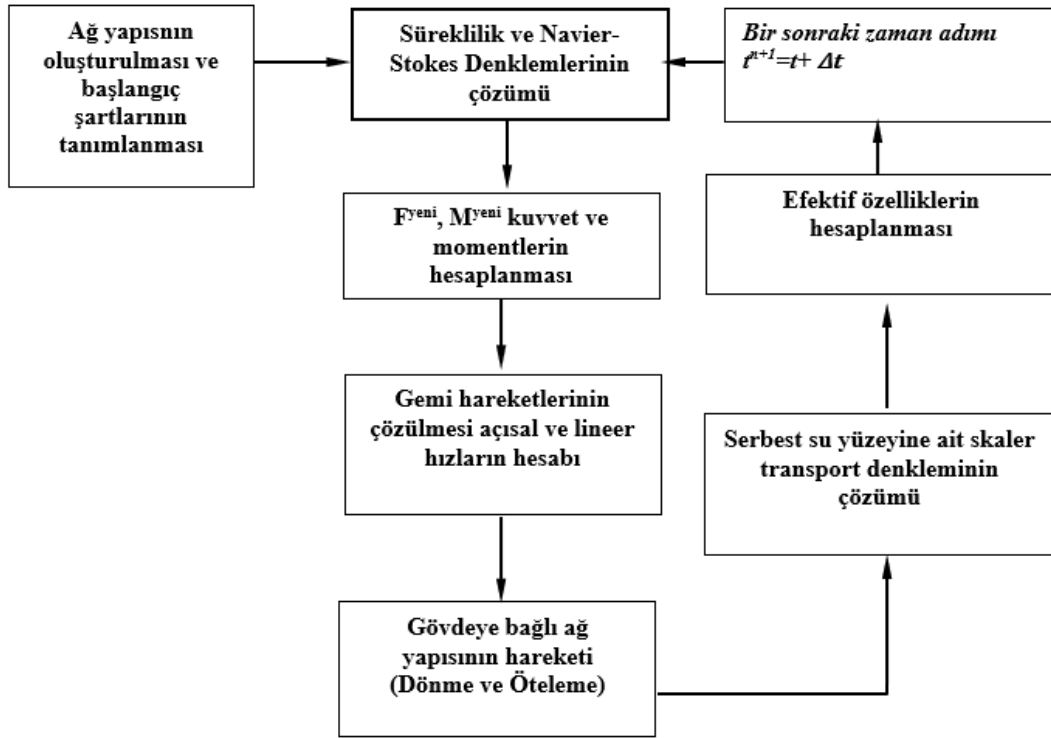 Ağ yapısnın
oluşturulması ve
başlangıç
şartlarının
tanımlanması
Süreklilik ve Navier-
Stokes Denklemlerinin
çözümü
Bir sonraki zaman adımı
tⁿ⁺¹=t+ Δt
Fʸᵉⁿⁱ, Mʸᵉⁿⁱ kuvvet ve
momentlerin
hesaplanması
Efektif özelliklerin
hesaplanması
Gemi hareketlerinin
çözülmesi açısal ve lineer
hızların hesabı
Serbest su yüzeyine ait skaler
transport denkleminin
çözümü
Gövdeye bağlı ağ
yapısının hareketi
(Dönme ve Öteleme)